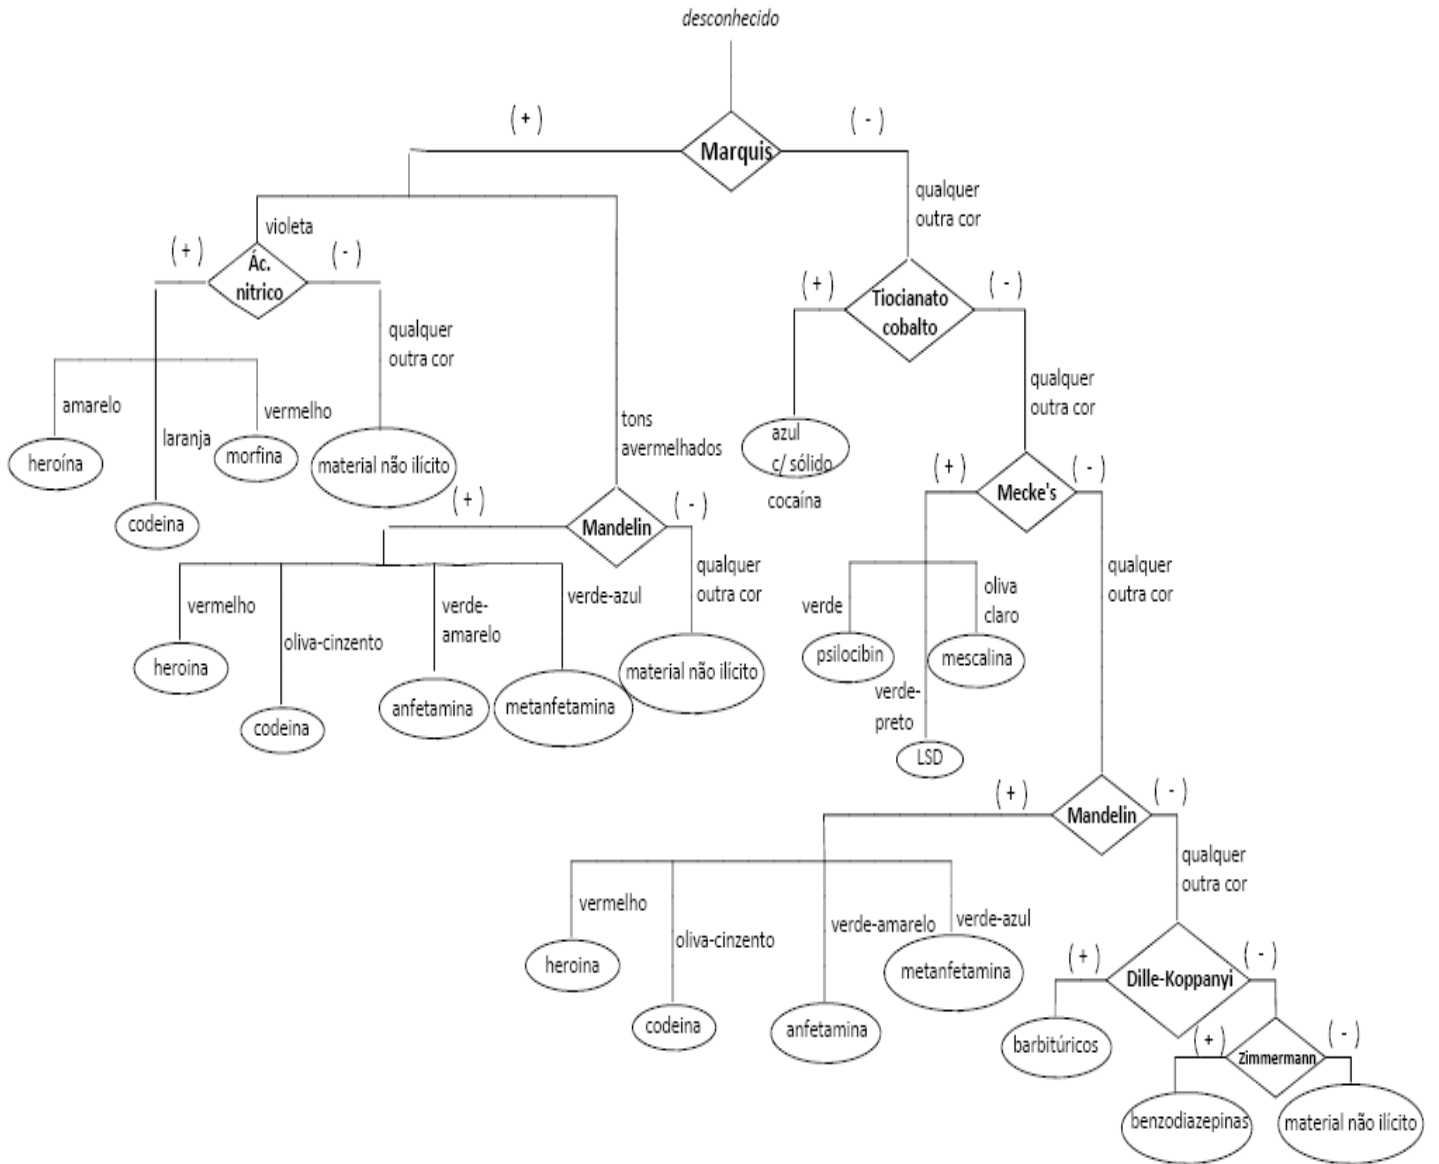 desconhecido
( + )
( - )
Marquis
qualquer
outra cor
violeta
( + )
( - )
Ác.
nitrico
( + )
( - )
Tiocianato
cobalto
qualquer
outra cor
qualquer
outra cor
amarelo
vermelho
laranja
tons
avermelhados
azul
c/ sólido
cocaína
heroína
morfina
material não ilícito
codeina
( + )
( - )
Mecke's
( + )
( - )
Mandelin
qualquer
outra cor
qualquer
outra cor
vermelho
oliva-cinzento
verde-
amarelo
verde-azul
verde
oliva
claro
heroina
material não ilícito
psilocibin
mescalina
anfetamina
metanfetamina
codeina
verde-
preto
LSD
( + )
( - )
Mandelin
qualquer
outra cor
vermelho
oliva-cinzento
verde-amarelo
verde-azul
heroina
metanfetamina
codeina
anfetamina
( + )
( - )
Dille-Koppanyi
barbitúricos
( + )
( - )
Zimmermann
benzodiazepinas
material não ilícito